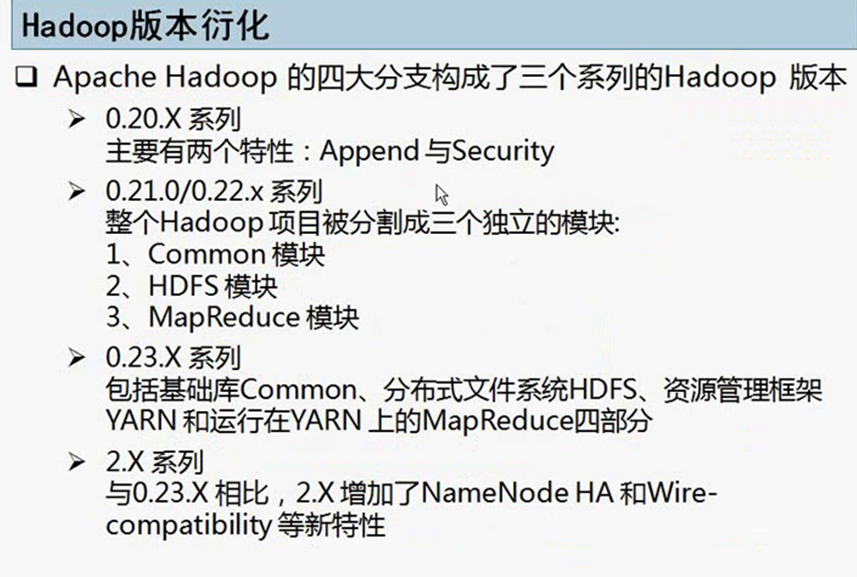 Hadoop版本衍化
❑ Apache Hadoop 的四大分支构成了三个系列的Hadoop 版本
➢ 0.20.X 系列
主要有两个特性：Append 与Security
➢ 0.21.0/0.22.x 系列
整个Hadoop 项目被分割成三个独立的模块:
1、Common 模块
2、HDFS 模块
3、MapReduce 模块
➢ 0.23.X 系列
包括基础库Common、分布式文件系统HDFS、资源管理框架
YARN 和运行在YARN 上的MapReduce四部分
➢ 2.X 系列
与0.23.X 相比，2.X 增加了NameNode HA 和Wire-
compatibility 等新特性